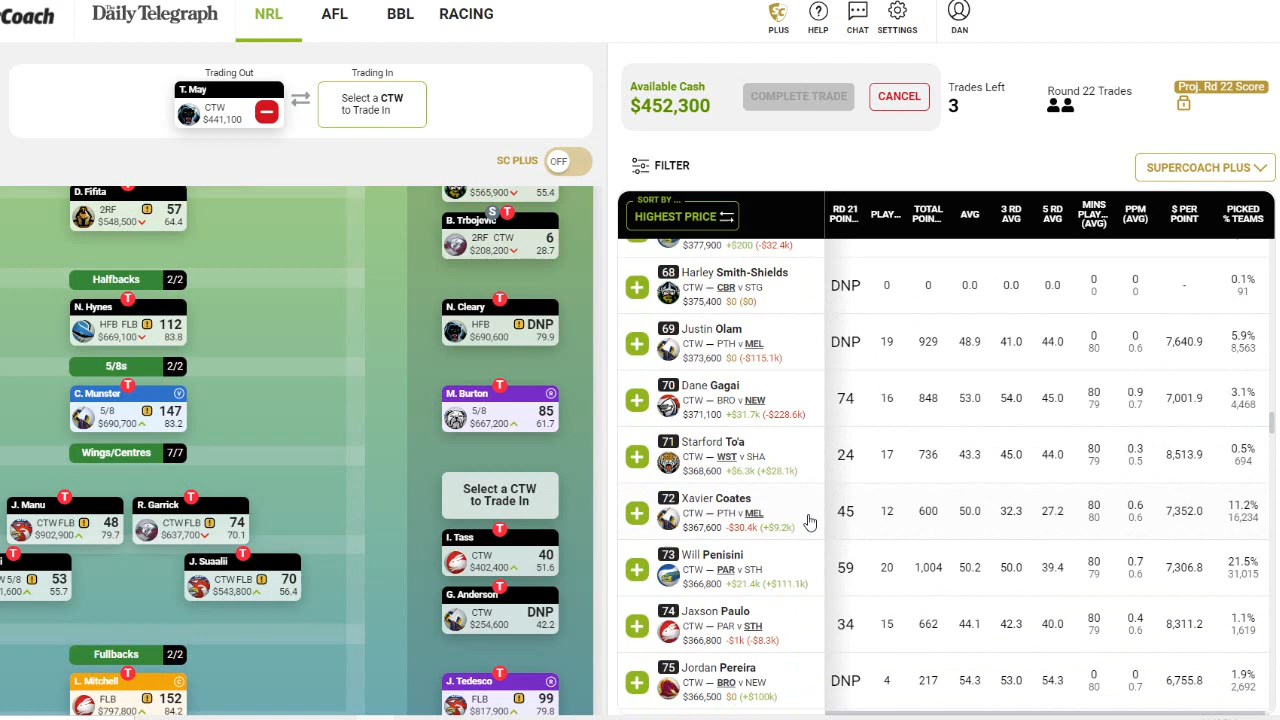 Coach
The Daily Telegraph
NRL
AFL
BBL
RACING
SC
PLUS
HELP
CHAT
SETTINGS
DAN
Trading Out
Trading In
T. May
CTW
$441,100
Select a CTW
to Trade In
SC PLUS
OFF
Available Cash
$452,300
COMPLETE TRADE
CANCEL
Trades Left
3
Round 22 Trades
Proj. Rd 22 Score
FILTER
SUPERCOACH PLUS
D. Fifita
2RF
57
$548,500
64.4
$565,900
55.4
S
T
B. Trbojevic
2RF CTW
6
$208,200
28.7
Halfbacks
2/2
T
N. Hynes
HFB FLB
112
$669,100
83.8
T
N. Cleary
HFB
DNP
$690,600
79.9
5/8s
2/2
T
C. Munster
V
5/8
147
$690,700
83.2
T
M. Burton
R
5/8
85
$667,200
61.7
Wings/Centres
7/7
Select a CTW
to Trade In
T
J. Manu
CTW FLB
48
$902,900
79.7
T
R. Garrick
CTW FLB
74
$637,700
70.1
T
I. Tass
CTW
40
$402,400
51.6
T
CTW 5/8
53
1,600
55.7
T
J. Suaalii
CTW FLB
70
$543,800
56.4
T
G. Anderson
CTW
DNP
$254,600
42.2
Fullbacks
2/2
T
L. Mitchell
C
FLB
152
$797,800
84.2
T
J. Tedesco
R
FLB
99
$817,900
79.8
SORT BY ...
HIGHEST PRICE
RD 21 POIN...
PLAY...
TOTAL POIN...
AVG
3 RD AVG
5 RD AVG
MINS PLAY... (AVG)
PPM (AVG)
$ PER POINT
PICKED % TEAMS
$377,900 +$200 (-$32.4k)
68 Harley Smith-Shields
CTW — CBR v STG
$375,400 $0 ($0)
DNP 0 0 0.0 0.0 0.0 0 0 - 0.1%
0 0 91
69 Justin Olam
CTW — PTH v MEL
$373,600 $0 (-$115.1k)
DNP 19 929 48.9 41.0 44.0 0 0 7,640.9 5.9%
80 0.6 8,563
70 Dane Gagai
CTW — BRO v NEW
$371,100 +$31.7k (-$228.6k)
74 16 848 53.0 54.0 45.0 80 0.9 7,001.9 3.1%
79 0.7 4,468
71 Starford To'a
CTW — WST v SHA
$368,600 +$6.3k (+$28.1k)
24 17 736 43.3 45.0 44.0 80 0.3 8,513.9 0.5%
79 0.5 694
72 Xavier Coates
CTW — PTH v MEL
$367,600 -$30.4k (+$9.2k)
45 12 600 50.0 32.3 27.2 80 0.6 7,352.0 11.2%
80 0.6 16,234
73 Will Penisini
CTW — PAR v STH
$366,800 +$21.4k (+$111.1k)
59 20 1,004 50.2 50.0 39.4 80 0.7 7,306.8 21.5%
79 0.6 31,015
74 Jaxson Paulo
CTW — PAR v STH
$366,800 -$1k (-$8.3k)
34 15 662 44.1 42.3 40.0 80 0.4 8,311.2 1.1%
79 0.6 1,619
75 Jordan Pereira
CTW — BRO v NEW
$366,500 $0 (+$100k)
DNP 4 217 54.3 53.0 54.3 0 0 6,755.8 1.9%
80 0.7 2,692